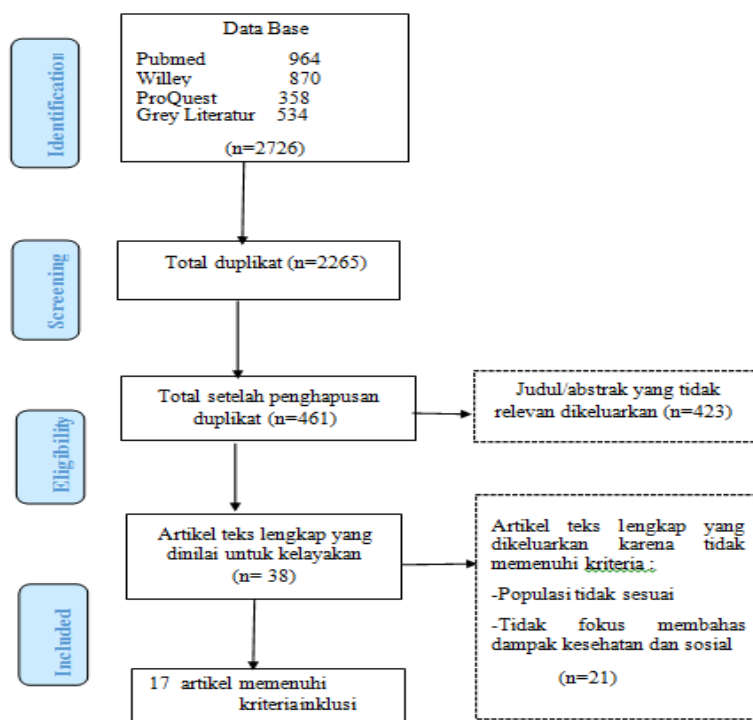 Identification
Data Base
Pubmed 964
Willey 870
ProQuest 358
Grey Literatur 534
(n=2726)
Screening
Total duplikat (n=2265)
Eligibility
Total setelah penghapusan
duplikat (n=461)
Judul/abstrak yang tidak
relevan dikeluarkan (n=423)
Artikel teks lengkap yang
dinilai untuk kelayakan
(n= 38)
Artikel teks lengkap yang
dikeluarkan karena tidak
memenuhi kriteria :
-Populasi tidak sesuai
-Tidak fokus membahas
dampak kesehatan dan sosial
(n=21)
Included
17 artikel memenuhi
kriteriainklusi